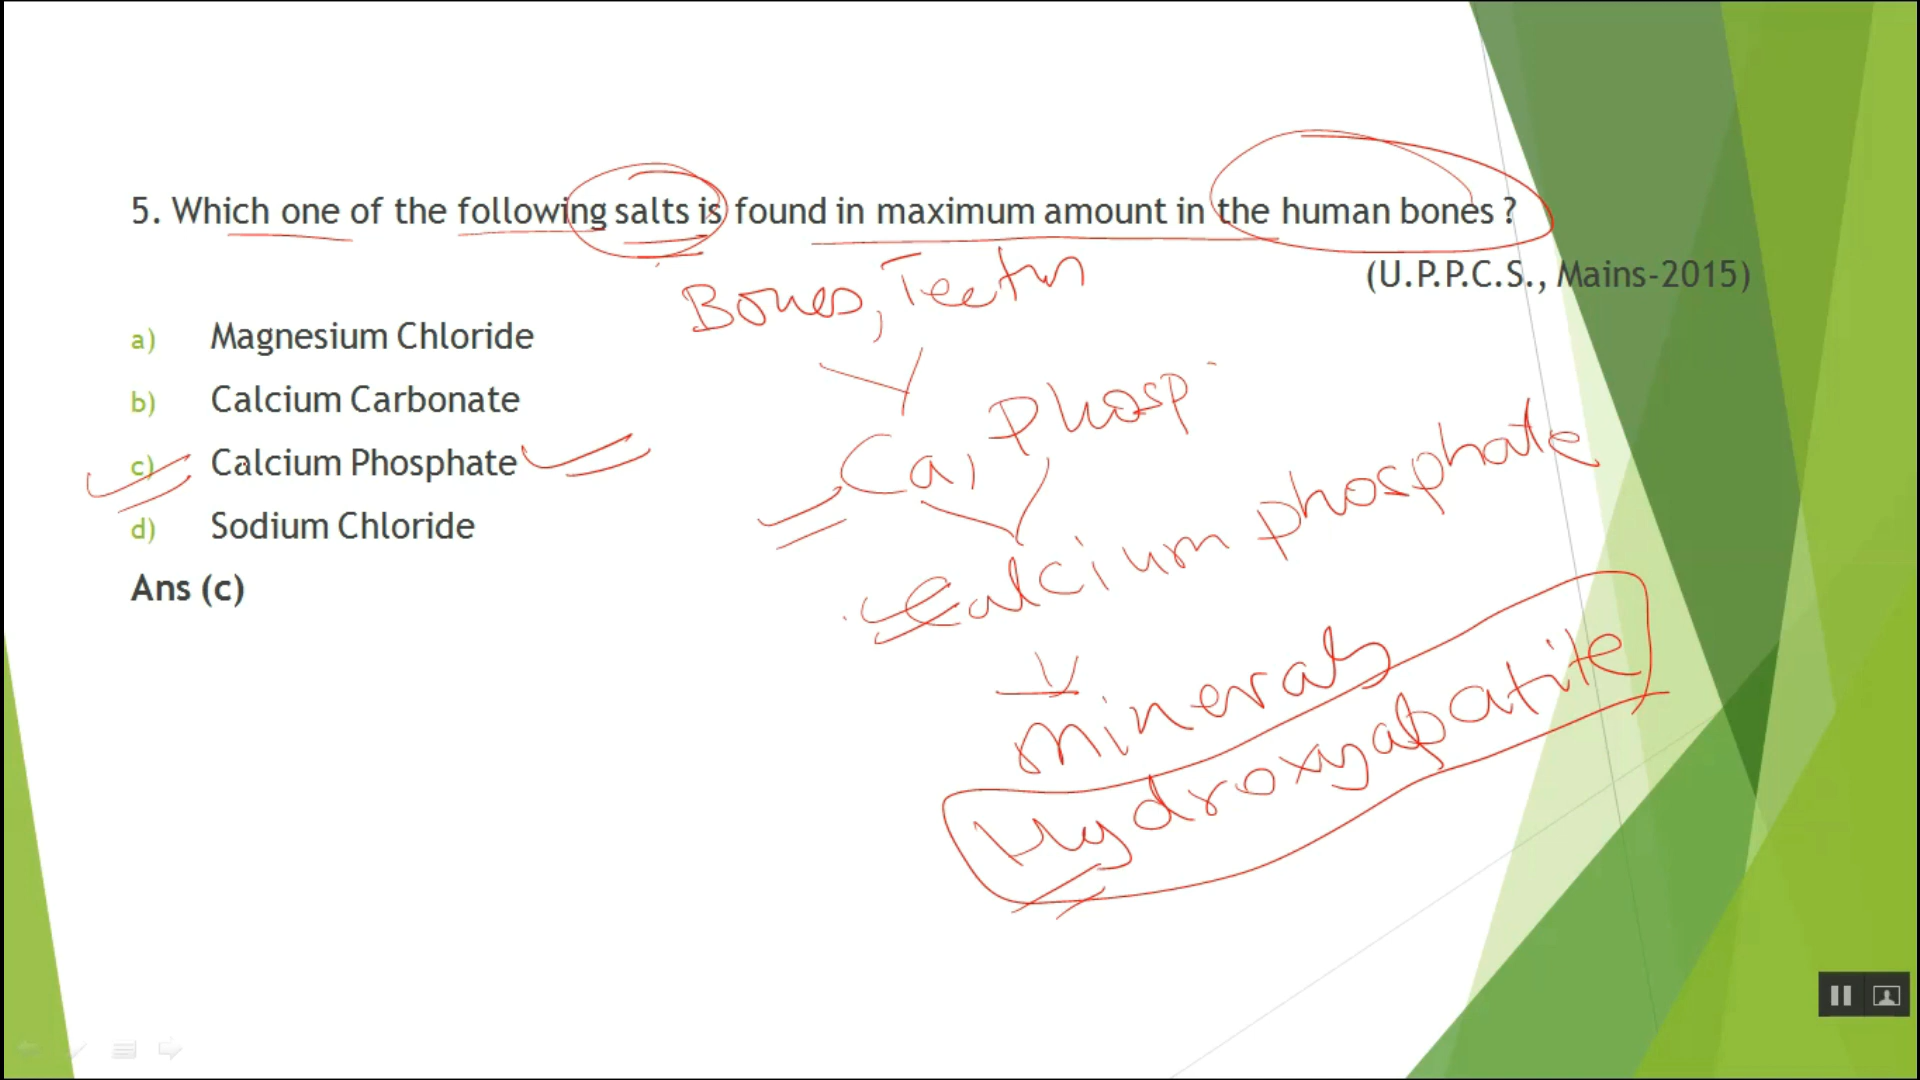 5. Which one of the following salts is found in maximum amount in the human bones ?
(U.P.P.C.S., Mains-2015)
Bones, Teeth
a) Magnesium Chloride
b) Calcium Carbonate
Ca, Phosp
c) Calcium Phosphate
d) Sodium Chloride
Calcium phosphate
Ans (c)
Minerals
Hydroxyapatite